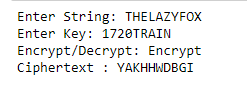 Enter String: THELAZYFOX
Enter Key: 1720TRAIN
Encrypt/Decrypt: Encrypt
Ciphertext : YAKHHWDBGI